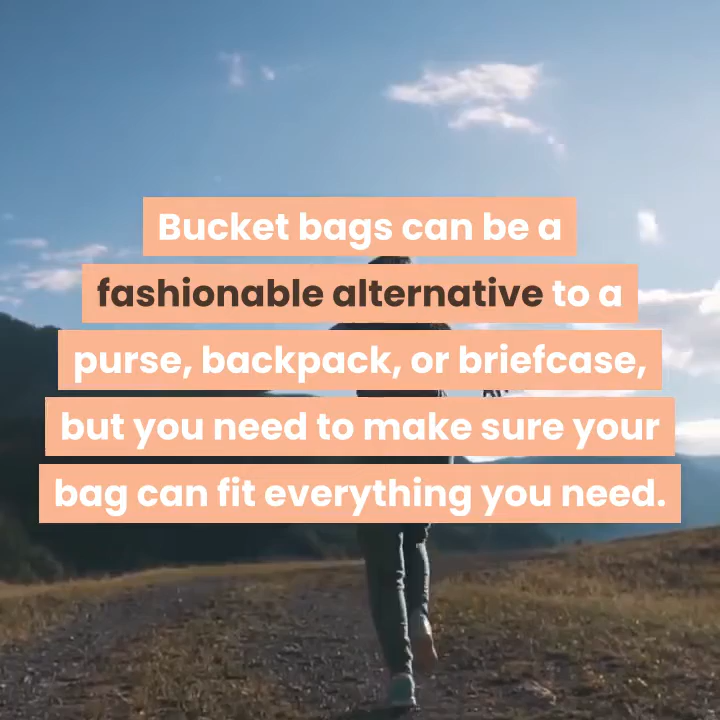 Bucket bags can be a
fashionable alternative to a
purse, backpack, or briefcase,
but you need to make sure your
bag can fit everything you need.